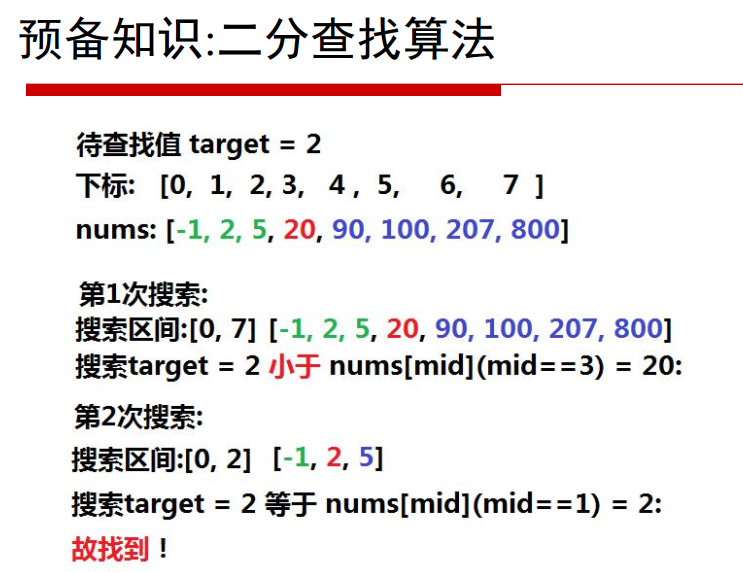 预备知识:二分查找算法
待查找值 target = 2
下标: [0, 1, 2, 3, 4 , 5, 6, 7 ]
nums: [-1, 2, 5, 20, 90, 100, 207, 800]
第1次搜索:
搜索区间:[0, 7] [-1, 2, 5, 20, 90, 100, 207, 800]
搜索target = 2 小于 nums[mid](mid==3) = 20:
第2次搜索:
搜索区间:[0, 2] [-1, 2, 5]
搜索target = 2 等于 nums[mid](mid==1) = 2:
故找到！